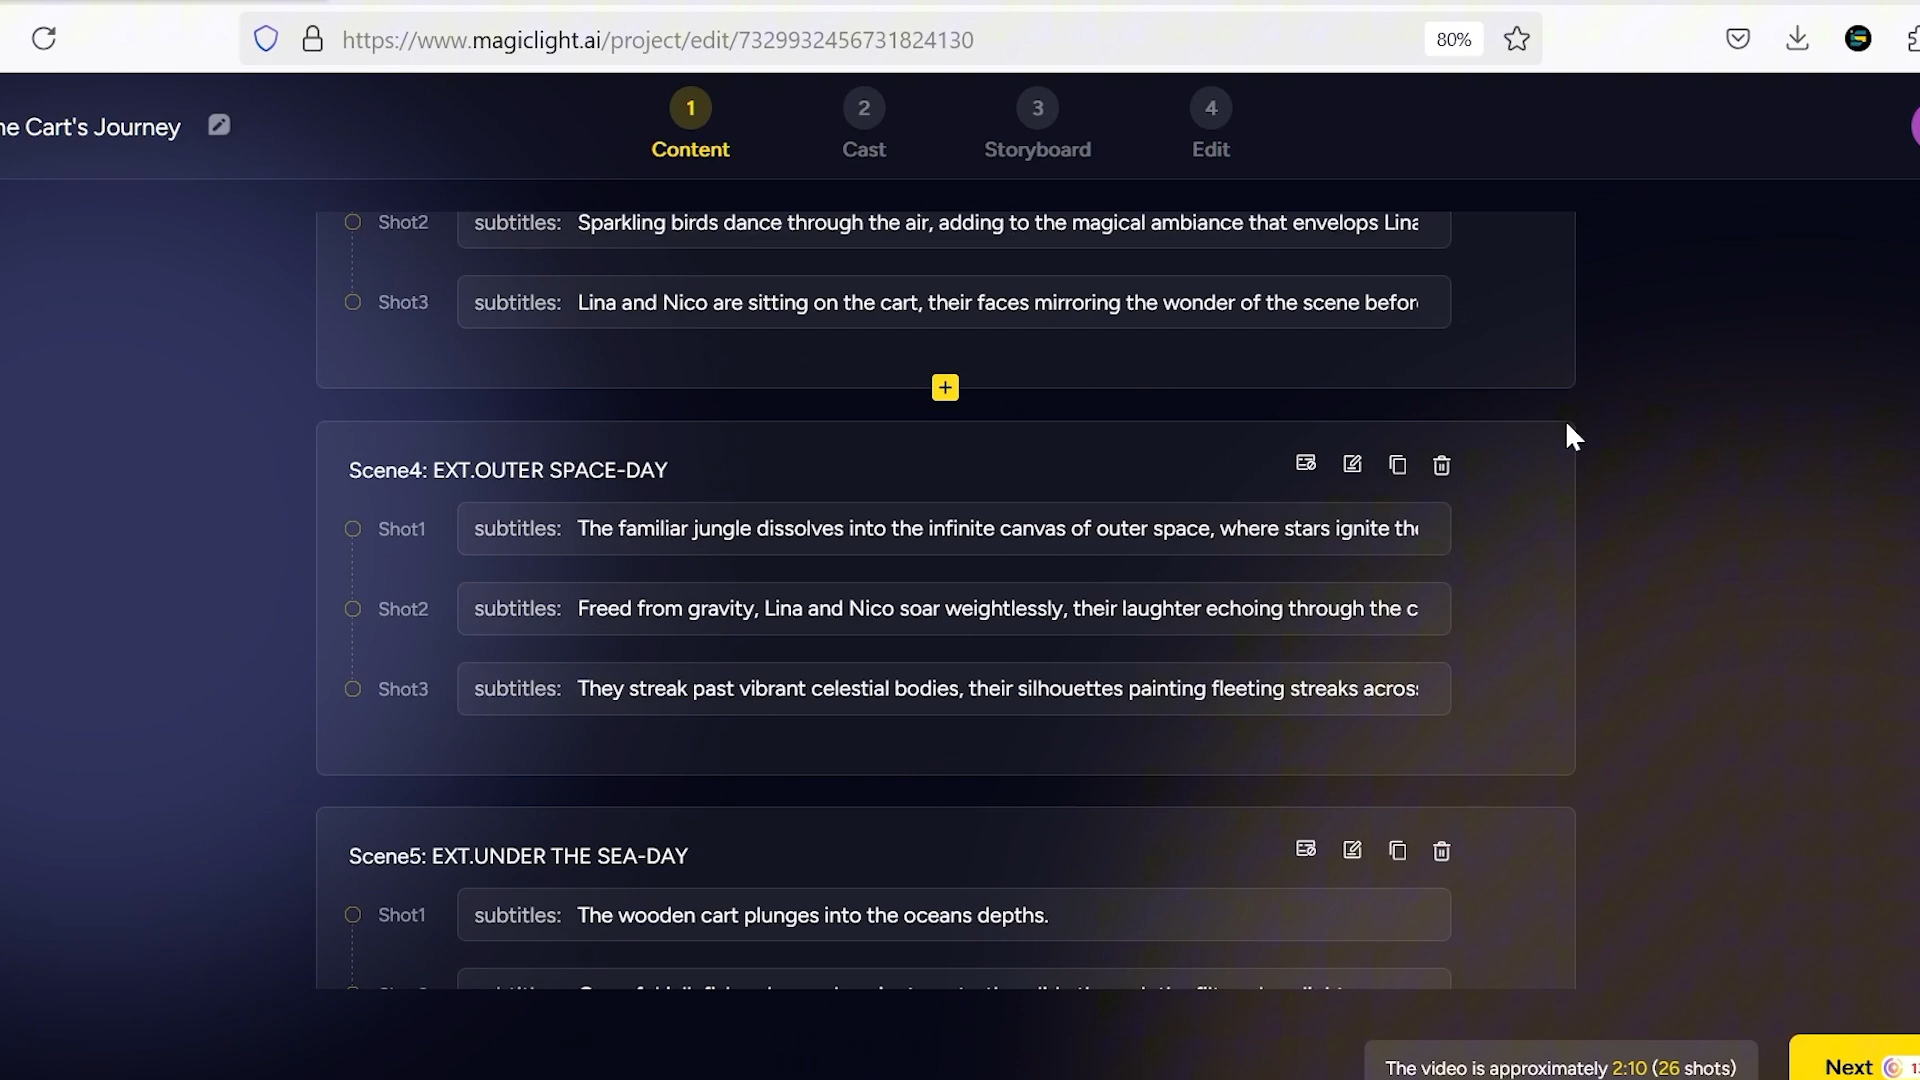 https://www.magiclight.ai/project/edit/7329932456731824130
80%
Cart's Journey
1
Content
2
Cast
3
Storyboard
4
Edit
Shot2 subtitles: Sparkling birds dance through the air, adding to the magical ambiance that envelops Lina
Shot3 subtitles: Lina and Nico are sitting on the cart, their faces mirroring the wonder of the scene
+
Scene4: EXT.OUTER SPACE-DAY
Shot1 subtitles: The familiar jungle dissolves into the infinite canvas of outer space, where stars ignite
Shot2 subtitles: Freed from gravity, Lina and Nico soar weightlessly, their laughter echoing through the
Shot3 subtitles: They streak past vibrant celestial bodies, their silhouettes painting fleeting streaks
Scene5: EXT.UNDER THE SEA-DAY
Shot1 subtitles: The wooden cart plunges into the oceans depths.
The video is approximately 2:10 (26 shots)
Next